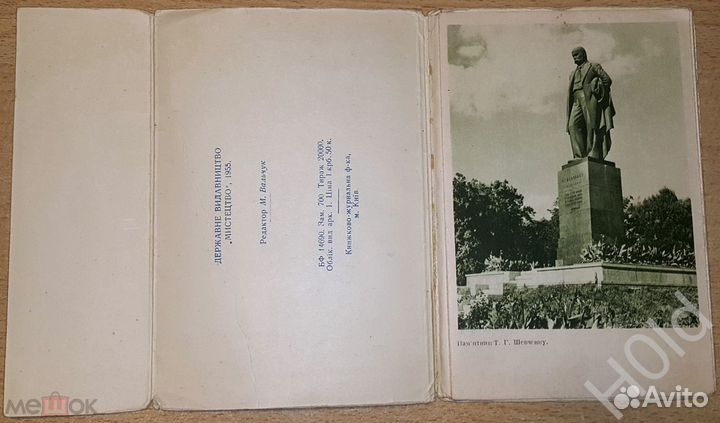 ДЕРЖАВНЕ ВИДАВНИЦТВО
„МИСТЕЦТВО", 1955.
Редактор М. Вальчук
БФ 14690. Зам. 700. Тираж 20000.
Облік. вид арк. 1. Ціна 1 крб. 50 к.
Книжково-журнальна ф-ка,
м. Київ.
Пам'ятник Т. Г. Шевченку.
мешок
Hold
Avito